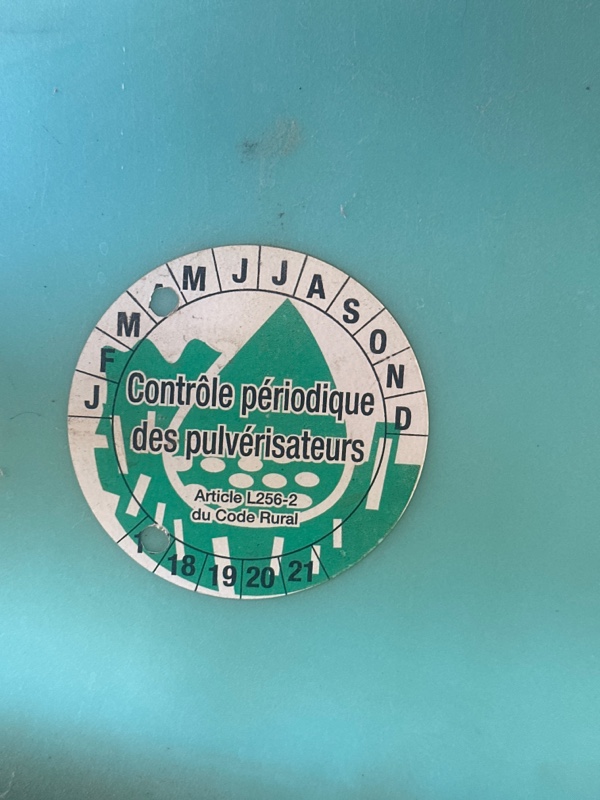 J F M A M J J A S O N D
Contrôle périodique
des pulvérisateurs
Article L256-2
du Code Rural
18 19 20 21